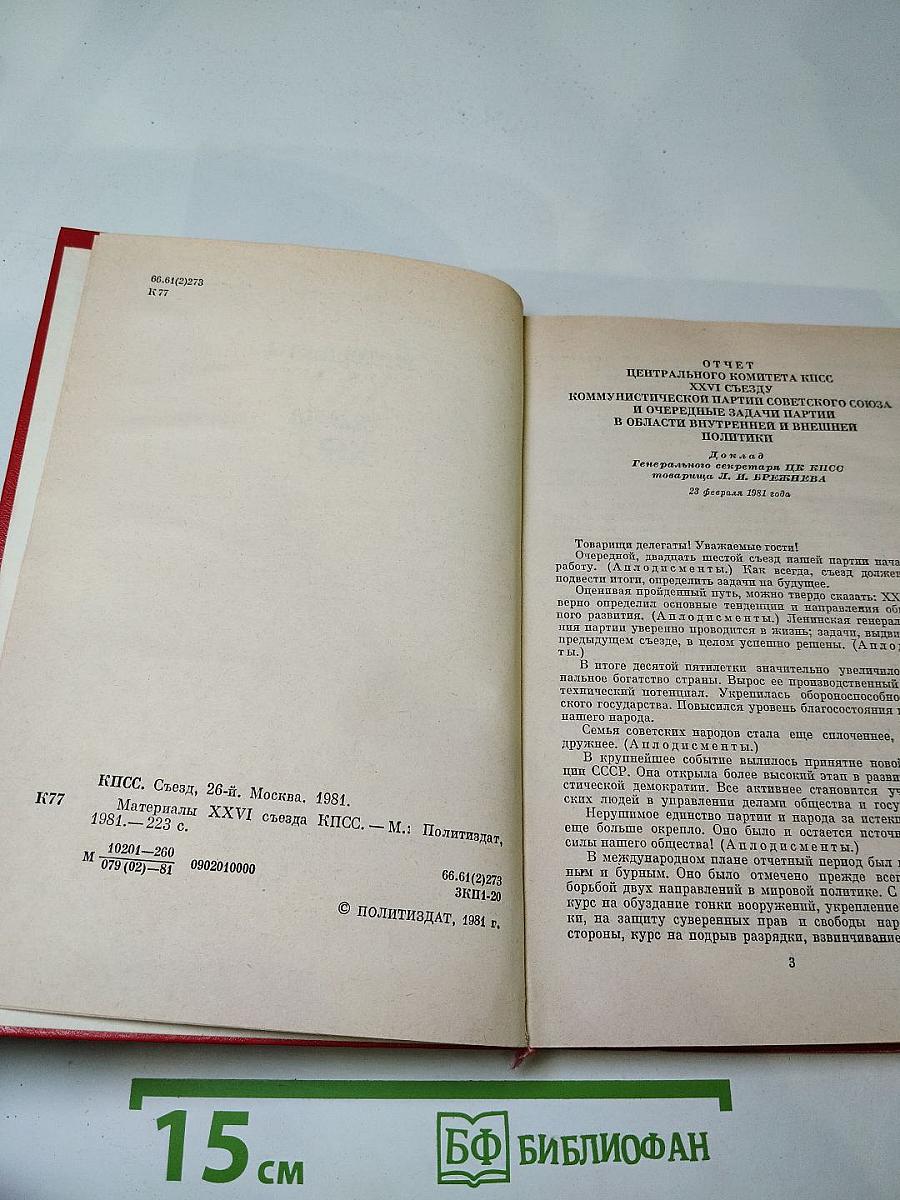 66.61(2)273
К 77
КПСС. Съезд, 26-й. Москва. 1981.
К77
Материалы XXVI съезда КПСС. — М.: Политиздат,
1981.— 223 с.
М 10201—260
079 (02)—81 0902010000
66.61(2)273
ЗКП1-20
© ПОЛИТИЗДАТ, 1981 г.
ОТЧЕТ
ЦЕНТРАЛЬНОГО КОМИТЕТА КПСС
XXVI СЪЕЗДУ
КОММУНИСТИЧЕСКОЙ ПАРТИИ СОВЕТСКОГО СОЮЗА
И ОЧЕРЕДНЫЕ ЗАДАЧИ ПАРТИИ
В ОБЛАСТИ ВНУТРЕННЕЙ И ВНЕШНЕЙ
ПОЛИТИКИ
Доклад
Генерального секретаря ЦК КПСС
товарища Л. И. БРЕЖНЕВА
23 февраля 1981 года
Товарищи делегаты! Уважаемые гости!
Очередной, двадцать шестой съезд нашей партии нача
работу. (Аплодисменты.) Как всегда, съезд должен
подвести итоги, определить задачи на будущее.
Оценивая пройденный путь, можно твердо сказать: XX
верно определил основные тенденции и направления об
ного развития. (Аплодисменты.) Ленинская генерал
ния партии уверенно проводится в жизнь; задачи, выдви
предыдущем съезде, в целом успешно решены. (Апло
ты.)
В итоге десятой пятилетки значительно увеличило
нальное богатство страны. Вырос ее производственный
технический потенциал. Укрепилась обороноспособно
ского государства. Повысился уровень благосостояния
нашего народа.
Семья советских народов стала еще сплоченнее,
дружнее. (Аплодисменты.)
В крупнейшее событие вылилось принятие новой
ции СССР. Она открыла более высокий этап в разви
стической демократии. Все активнее становится уч
ских людей в управлении делами общества и госу
Нерушимое единство партии и народа за истек
еще больше окрепло. Оно было и остается источ
силы нашего общества! (Аплодисменты.)
В международном плане отчетный период был
ным и бурным. Оно было отмечено прежде всег
борьбой двух направлений в мировой политике. С
курс на обуздание гонки вооружений, укрепление
ки, на защиту суверенных прав и свободы нар
стороны, курс на подрыв разрядки, взвинчивание
3
15 см
БФ БИБЛИОФАН